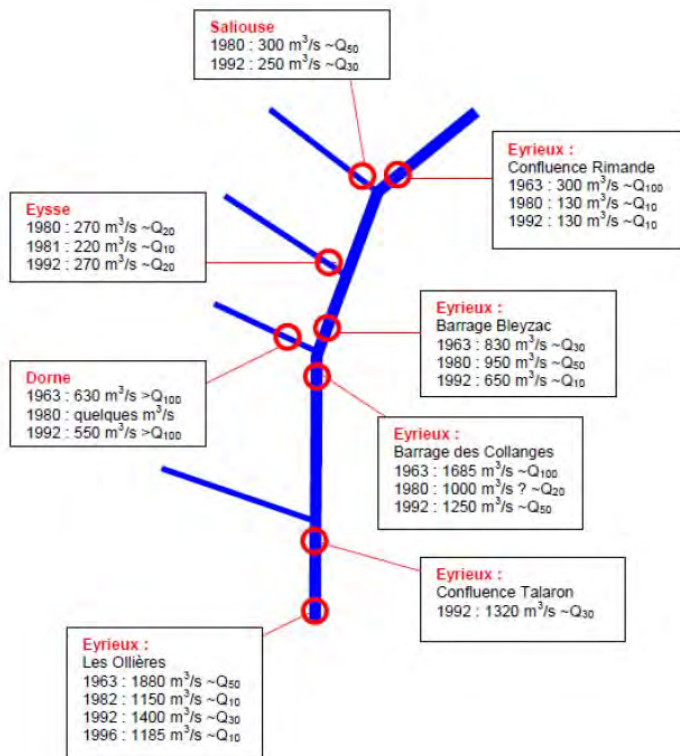 Saliouse
1980 : 300 m³/s ~Q₅₀
1992 : 250 m³/s ~Q₃₀
Eyrieux :
Confluence Rimande
1963 : 300 m³/s ~Q₁₀₀
1980 : 130 m³/s ~Q₁₀
1992 : 130 m³/s ~Q₁₀
Eysse
1980 : 270 m³/s ~Q₂₀
1981 : 220 m³/s ~Q₁₀
1992 : 270 m³/s ~Q₂₀
Eyrieux :
Barrage Bleyzac
1963 : 830 m³/s ~Q₃₀
1980 : 950 m³/s ~Q₅₀
1992 : 650 m³/s ~Q₁₀
Dorne
1963 : 630 m³/s >Q₁₀₀
1980 : quelques m³/s
1992 : 550 m³/s >Q₁₀₀
Eyrieux :
Barrage des Collanges
1963 : 1685 m³/s ~Q₁₀₀
1980 : 1000 m³/s ? ~Q₂₀
1992 : 1250 m³/s ~Q₅₀
Eyrieux :
Confluence Talaron
1992 : 1320 m³/s ~Q₃₀
Eyrieux :
Les Ollières
1963 : 1880 m³/s ~Q₅₀
1982 : 1150 m³/s ~Q₁₀
1992 : 1400 m³/s ~Q₃₀
1996 : 1185 m³/s ~Q₁₀